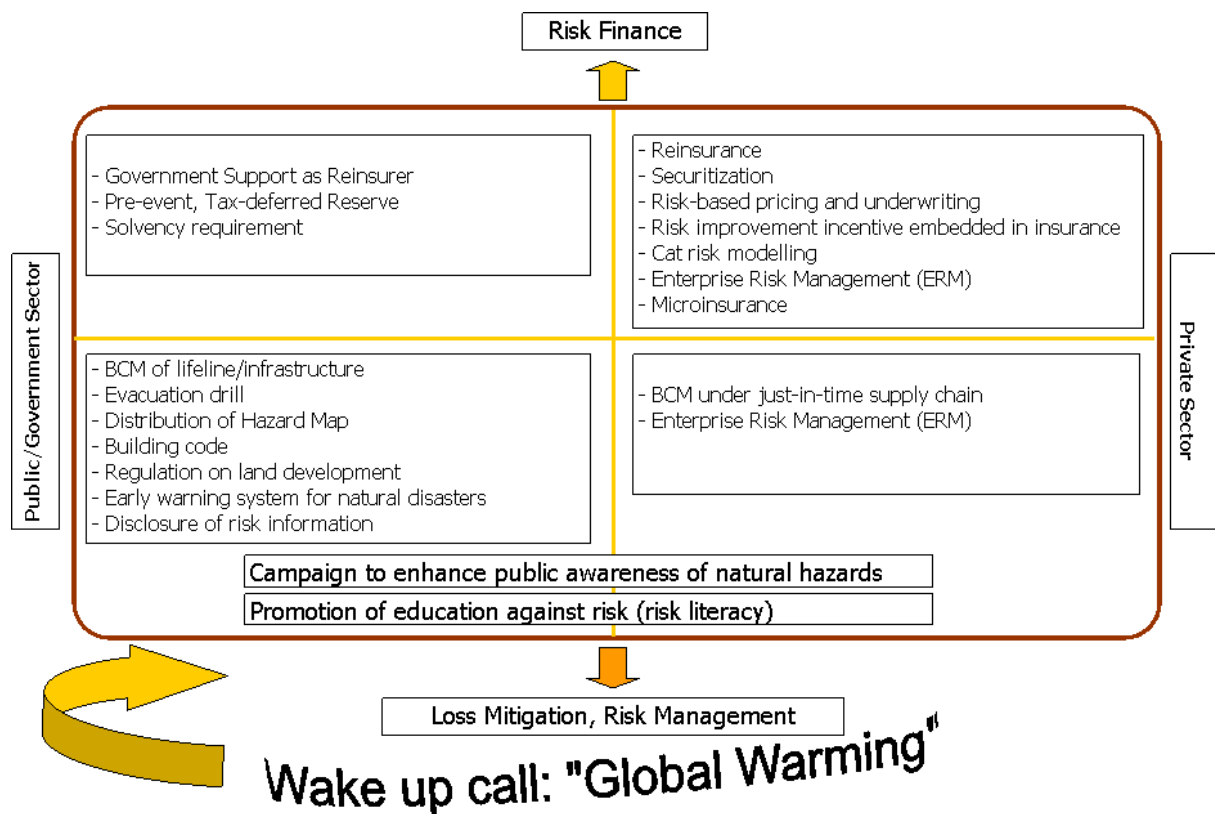 Risk Finance
- Government Support as Reinsurer
- Pre-event, Tax-deferred Reserve
- Solvency requirement
- Reinsurance
- Securitization
- Risk-based pricing and underwriting
- Risk improvement incentive embedded in insurance
- Cat risk modelling
- Enterprise Risk Management (ERM)
- Microinsurance
Public/Government Sector
Private Sector
- BCM of lifeline/infrastructure
- Evacuation drill
- Distribution of Hazard Map
- Building code
- Regulation on land development
- Early warning system for natural disasters
- Disclosure of risk information
- BCM under just-in-time supply chain
- Enterprise Risk Management (ERM)
Campaign to enhance public awareness of natural hazards
Promotion of education against risk (risk literacy)
Loss Mitigation, Risk Management
Wake up call: "Global Warming"